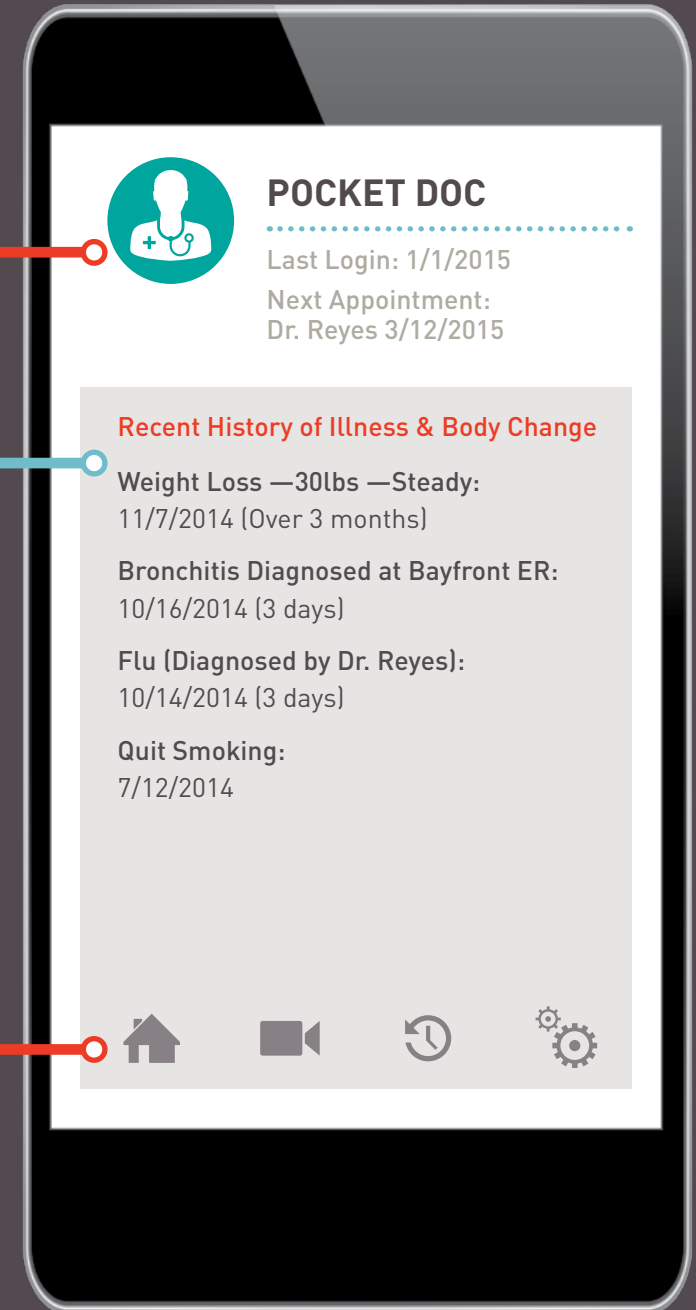 POCKET DOC
Last Login: 1/1/2015
Next Appointment:
Dr. Reyes 3/12/2015
Recent History of Illness & Body Change
Weight Loss —30lbs —Steady:
11/7/2014 (Over 3 months)
Bronchitis Diagnosed at Bayfront ER:
10/16/2014 (3 days)
Flu (Diagnosed by Dr. Reyes):
10/14/2014 (3 days)
Quit Smoking:
7/12/2014